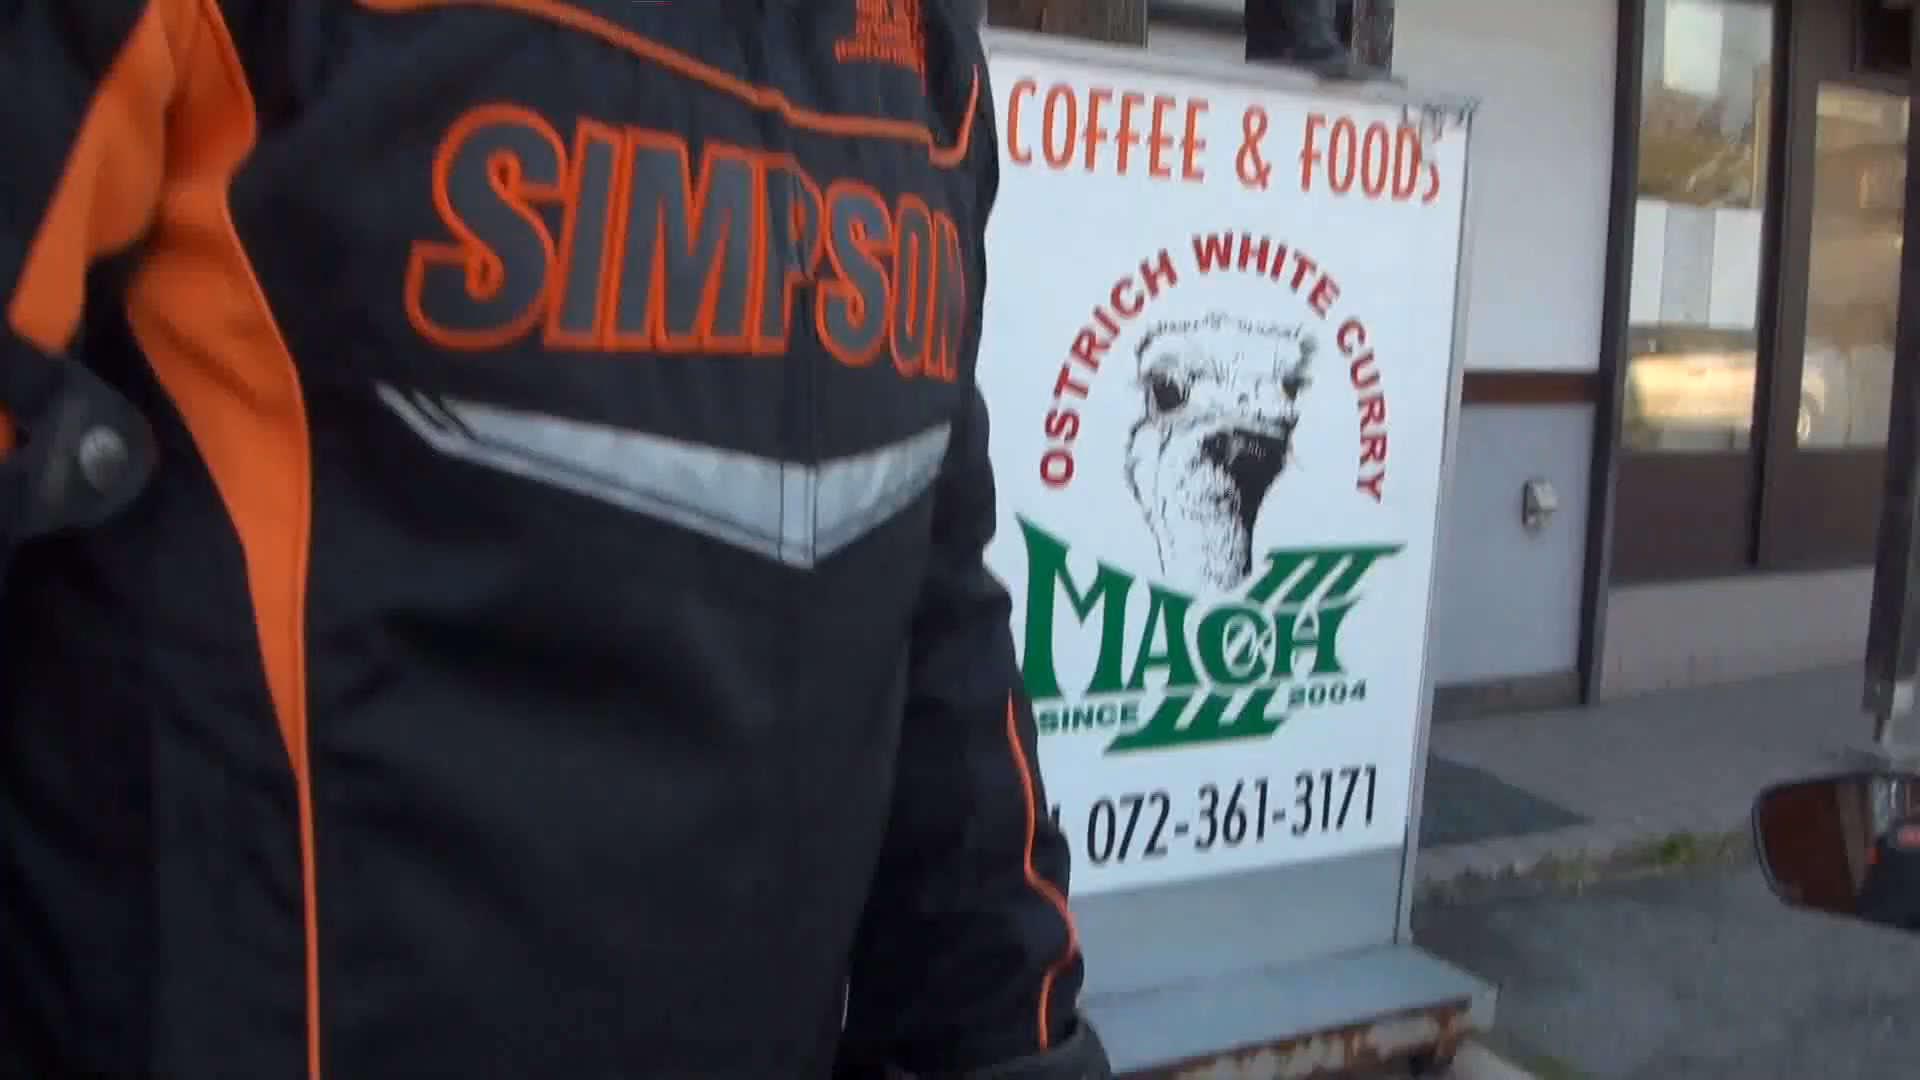 SIMPSON
COFFEE & FOODS
OSTRICH WHITE CURRY
MACH
SINCE 2004
072-361-3171